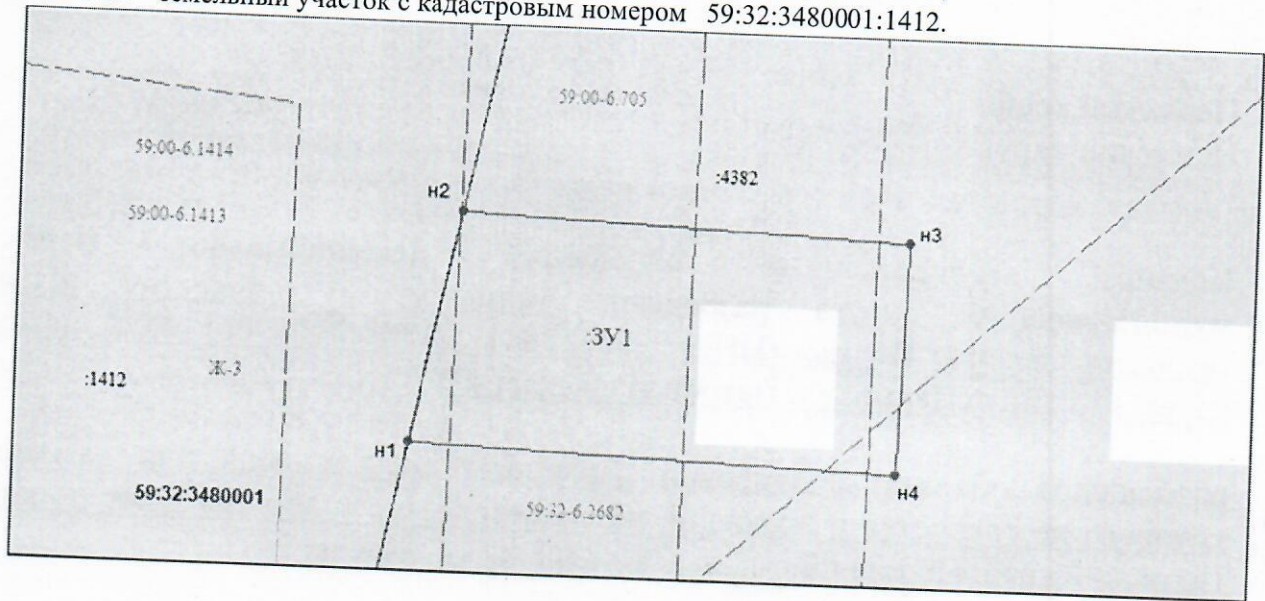 земельный участок с кадастровым номером 59:32:3480001:1412.
59:00-6.705
59:00-6.1414
:4382
н2
59:00-6.1413
н3
:ЗУ1
Ж-3
:1412
н1
59:32:3480001
н4
59:32-6.2682